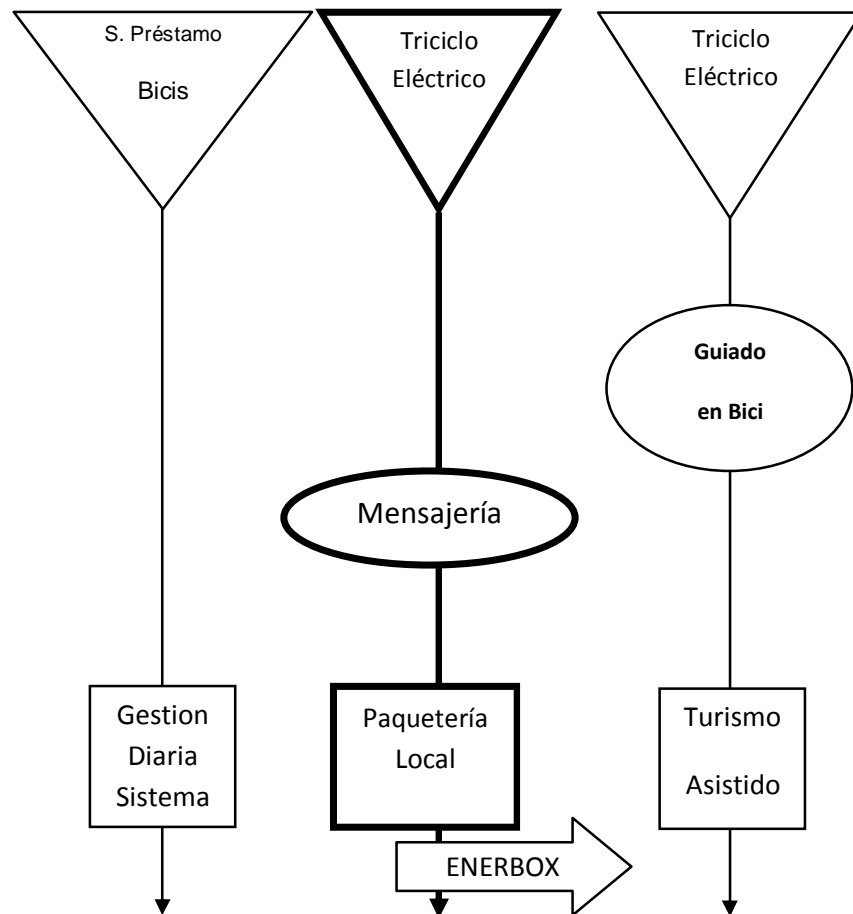 S. Préstamo
Bicis
Triciclo
Eléctrico
Triciclo
Eléctrico
Guiado
en Bici
Mensajería
Gestion
Diaria
Sistema
Paquetería
Local
Turismo
Asistido
ENERBOX